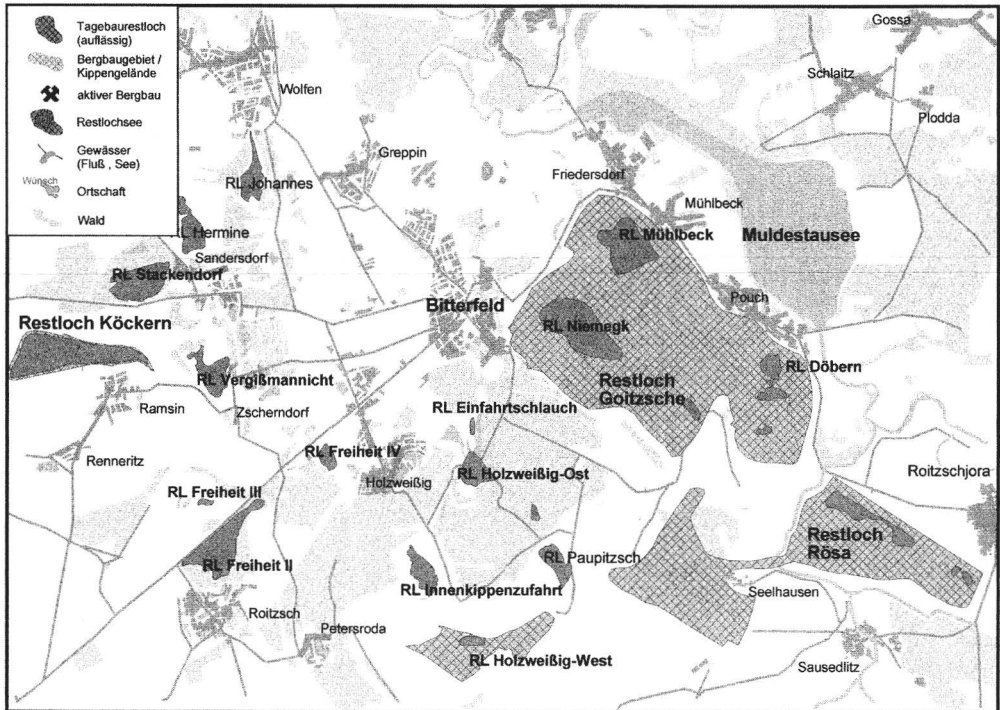 Tagebaurestloch
(auflässig)
Bergbaugebiet /
Kippengelände
aktiver Bergbau
Restlochsee
Gewässer
(Fluß , See)
Wünsch
Ortschaft
Wald
Gossa
Schlaitz
Plodda
Wolfen
Greppin
Friedersdorf
RL Johannes
Mühlbeck
RL Hermine
RL Mühlbeck
Muldestausee
Sandersdorf
RL Stackendorf
Pouch
Bitterfeld
Restloch Köckern
RL Niemegk
RL Döbern
RL Vergißmannicht
Restloch
Goitzsche
Ramsin
Zscherndorf
RL Einfahrtschlauch
Renneritz
RL Freiheit IV
Holzweißig
RL Holzweißig-Ost
Roitzschjora
RL Freiheit III
Restloch
Rösa
RL Freiheit II
RL Paupitzsch
RL Innenkippenzufahrt
Seelhausen
Roitzsch
Petersroda
RL Holzweißig-West
Sausedlitz